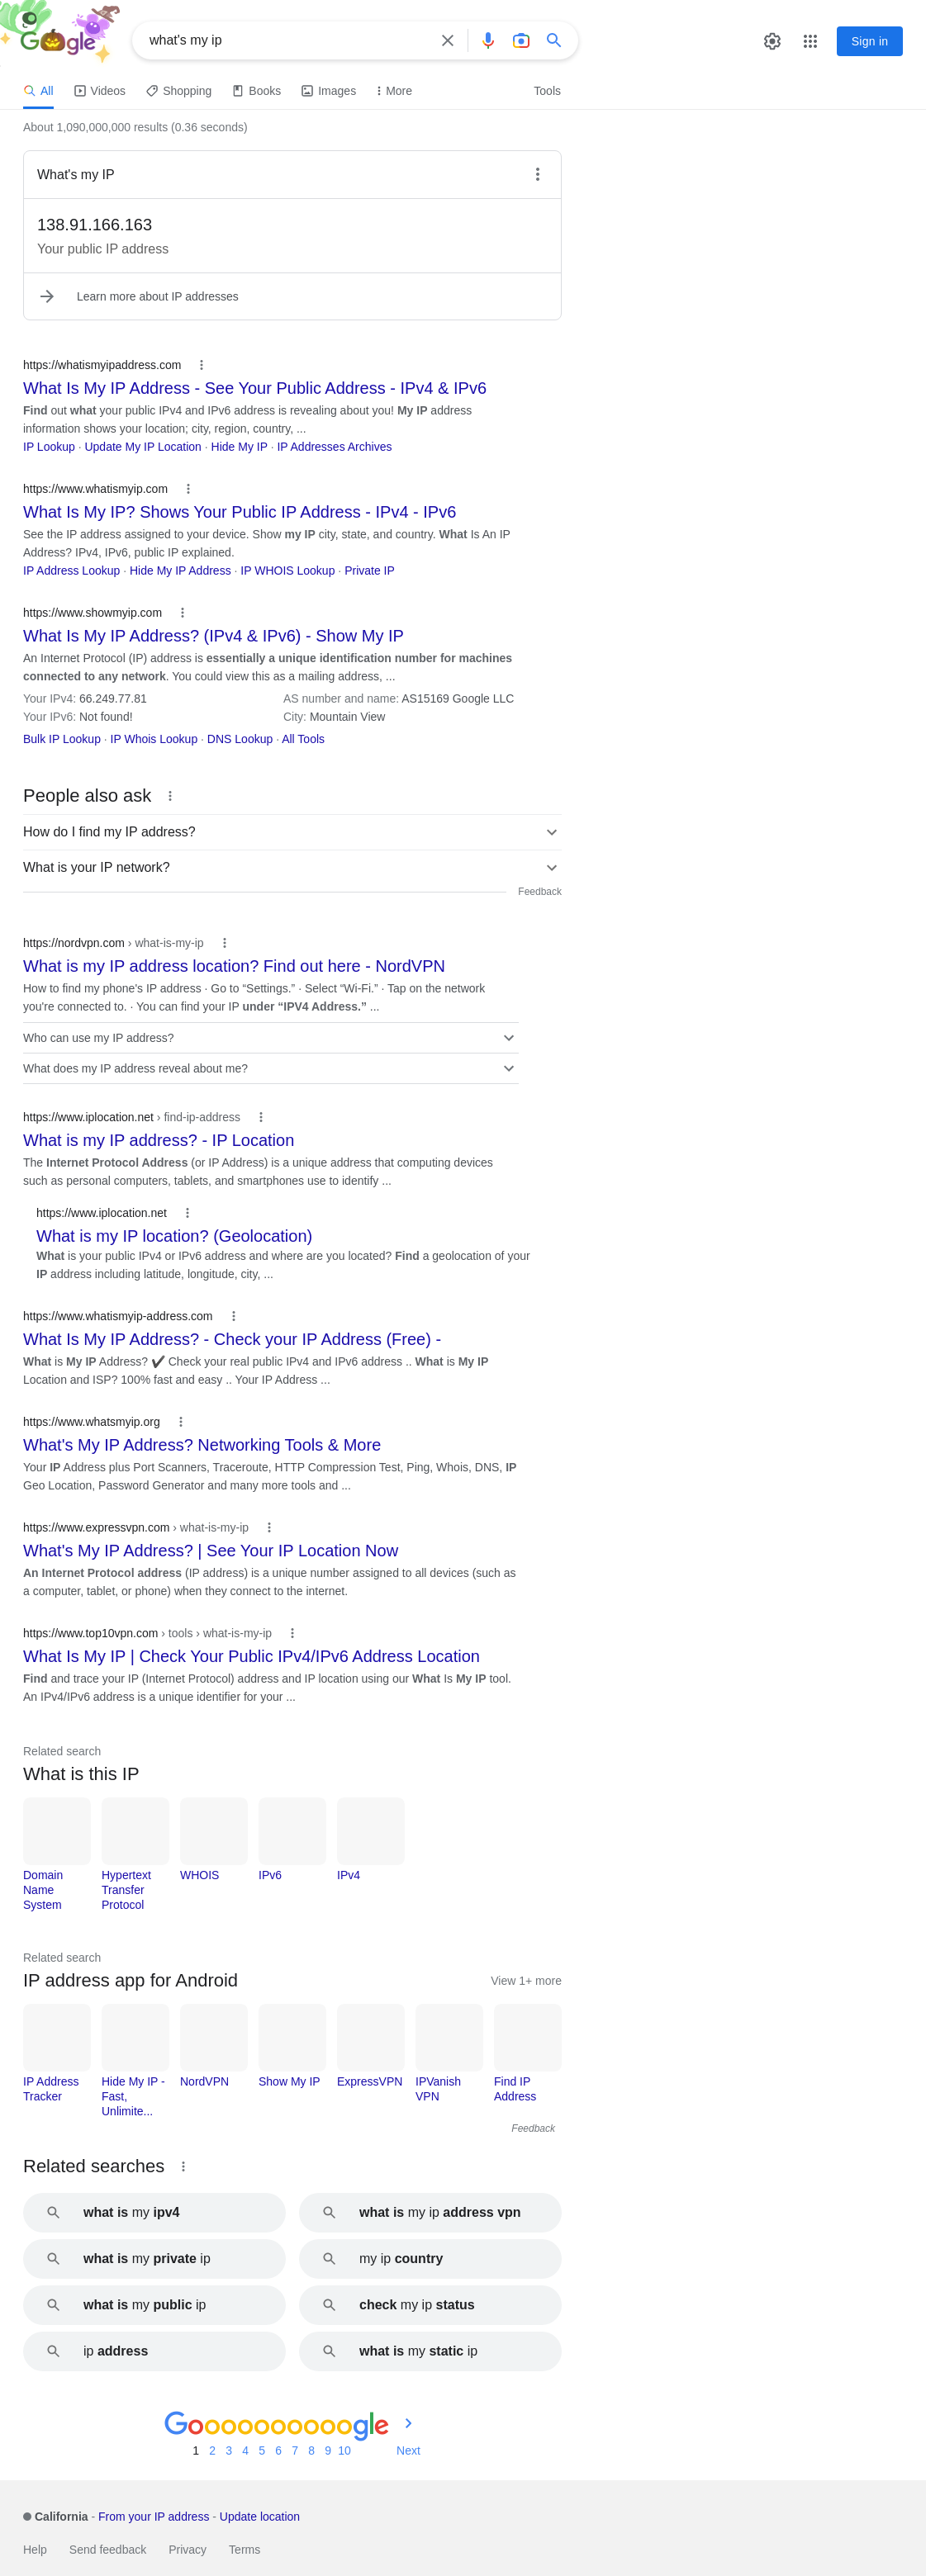 Google
what's my ip
Sign in
All Videos Shopping Books Images More Tools
About 1,090,000,000 results (0.36 seconds)
What's my IP
138.91.166.163
Your public IP address
Learn more about IP addresses
https://whatismyipaddress.com
What Is My IP Address - See Your Public Address - IPv4 & IPv6
Find out what your public IPv4 and IPv6 address is revealing about you! My IP address
information shows your location; city, region, country, ...
IP Lookup · Update My IP Location · Hide My IP · IP Addresses Archives
https://www.whatismyip.com
What Is My IP? Shows Your Public IP Address - IPv4 - IPv6
See the IP address assigned to your device. Show my IP city, state, and country. What Is An IP
Address? IPv4, IPv6, public IP explained.
IP Address Lookup · Hide My IP Address · IP WHOIS Lookup · Private IP
https://www.showmyip.com
What Is My IP Address? (IPv4 & IPv6) - Show My IP
An Internet Protocol (IP) address is essentially a unique identification number for machines
connected to any network. You could view this as a mailing address, ...
Your IPv4: 66.249.77.81 AS number and name: AS15169 Google LLC
Your IPv6: Not found! City: Mountain View
Bulk IP Lookup · IP Whois Lookup · DNS Lookup · All Tools
People also ask
How do I find my IP address?
What is your IP network?
Feedback
https://nordvpn.com › what-is-my-ip
What is my IP address location? Find out here - NordVPN
How to find my phone's IP address · Go to “Settings.” · Select “Wi-Fi.” · Tap on the network
you're connected to. · You can find your IP under “IPV4 Address.” ...
Who can use my IP address?
What does my IP address reveal about me?
https://www.iplocation.net › find-ip-address
What is my IP address? - IP Location
The Internet Protocol Address (or IP Address) is a unique address that computing devices
such as personal computers, tablets, and smartphones use to identify ...
https://www.iplocation.net
What is my IP location? (Geolocation)
What is your public IPv4 or IPv6 address and where are you located? Find a geolocation of your
IP address including latitude, longitude, city, ...
https://www.whatismyip-address.com
What Is My IP Address? - Check your IP Address (Free) -
What is My IP Address? ✔ Check your real public IPv4 and IPv6 address .. What is My IP
Location and ISP? 100% fast and easy .. Your IP Address ...
https://www.whatsmyip.org
What's My IP Address? Networking Tools & More
Your IP Address plus Port Scanners, Traceroute, HTTP Compression Test, Ping, Whois, DNS, IP
Geo Location, Password Generator and many more tools and ...
https://www.expressvpn.com › what-is-my-ip
What's My IP Address? | See Your IP Location Now
An Internet Protocol address (IP address) is a unique number assigned to all devices (such as
a computer, tablet, or phone) when they connect to the internet.
https://www.top10vpn.com › tools › what-is-my-ip
What Is My IP | Check Your Public IPv4/IPv6 Address Location
Find and trace your IP (Internet Protocol) address and IP location using our What Is My IP tool.
An IPv4/IPv6 address is a unique identifier for your ...
Related search
What is this IP
Domain Name System
Hypertext Transfer Protocol
WHOIS
IPv6
IPv4
Related search
IP address app for Android
View 1+ more
IP Address Tracker
Hide My IP - Fast, Unlimite...
NordVPN
Show My IP
ExpressVPN
IPVanish VPN
Find IP Address
Feedback
Related searches
what is my ipv4
what is my ip address vpn
what is my private ip
my ip country
what is my public ip
check my ip status
ip address
what is my static ip
Goooooooooogle
1 2 3 4 5 6 7 8 9 10 Next
California - From your IP address - Update location
Help Send feedback Privacy Terms